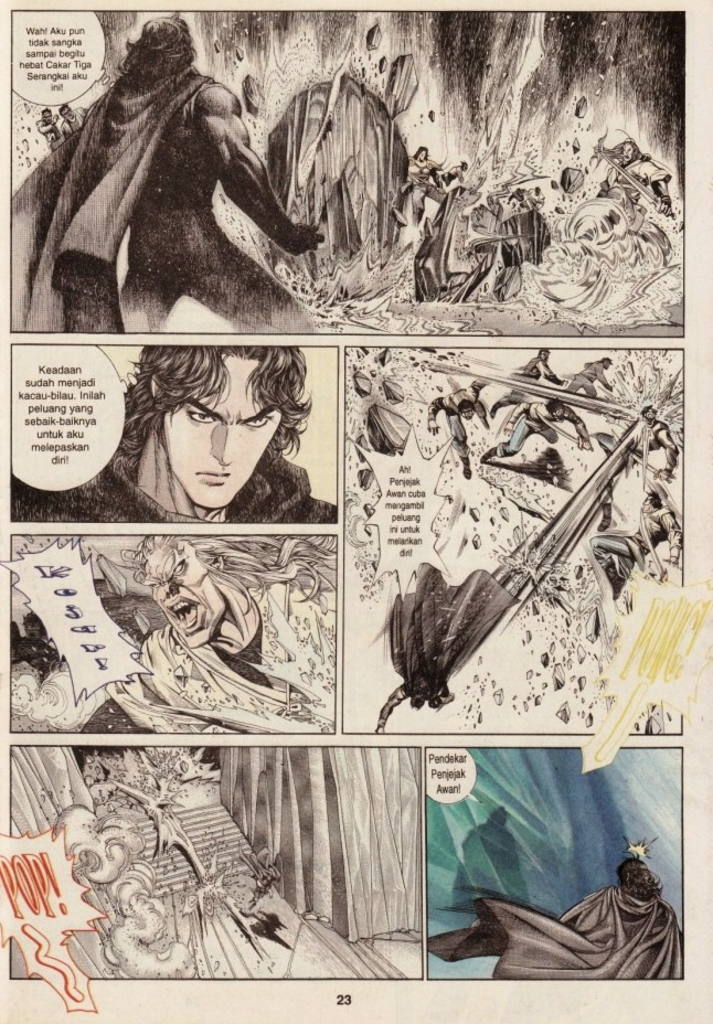 Wah! Aku pun
tidak sangka
sampai begitu
hebat Cakar Tiga
Serangkai aku
ini!
Keadaan
sudah menjadi
kacau-bilau. Inilah
peluang yang
sebaik-baiknya
untuk aku
melepaskan
diri!
Ah!
Penjejak
Awan cuba
mengambil
peluang ini
untuk
melarikan
diri!
POP!
Pendekar
Penjejak
Awan!
23